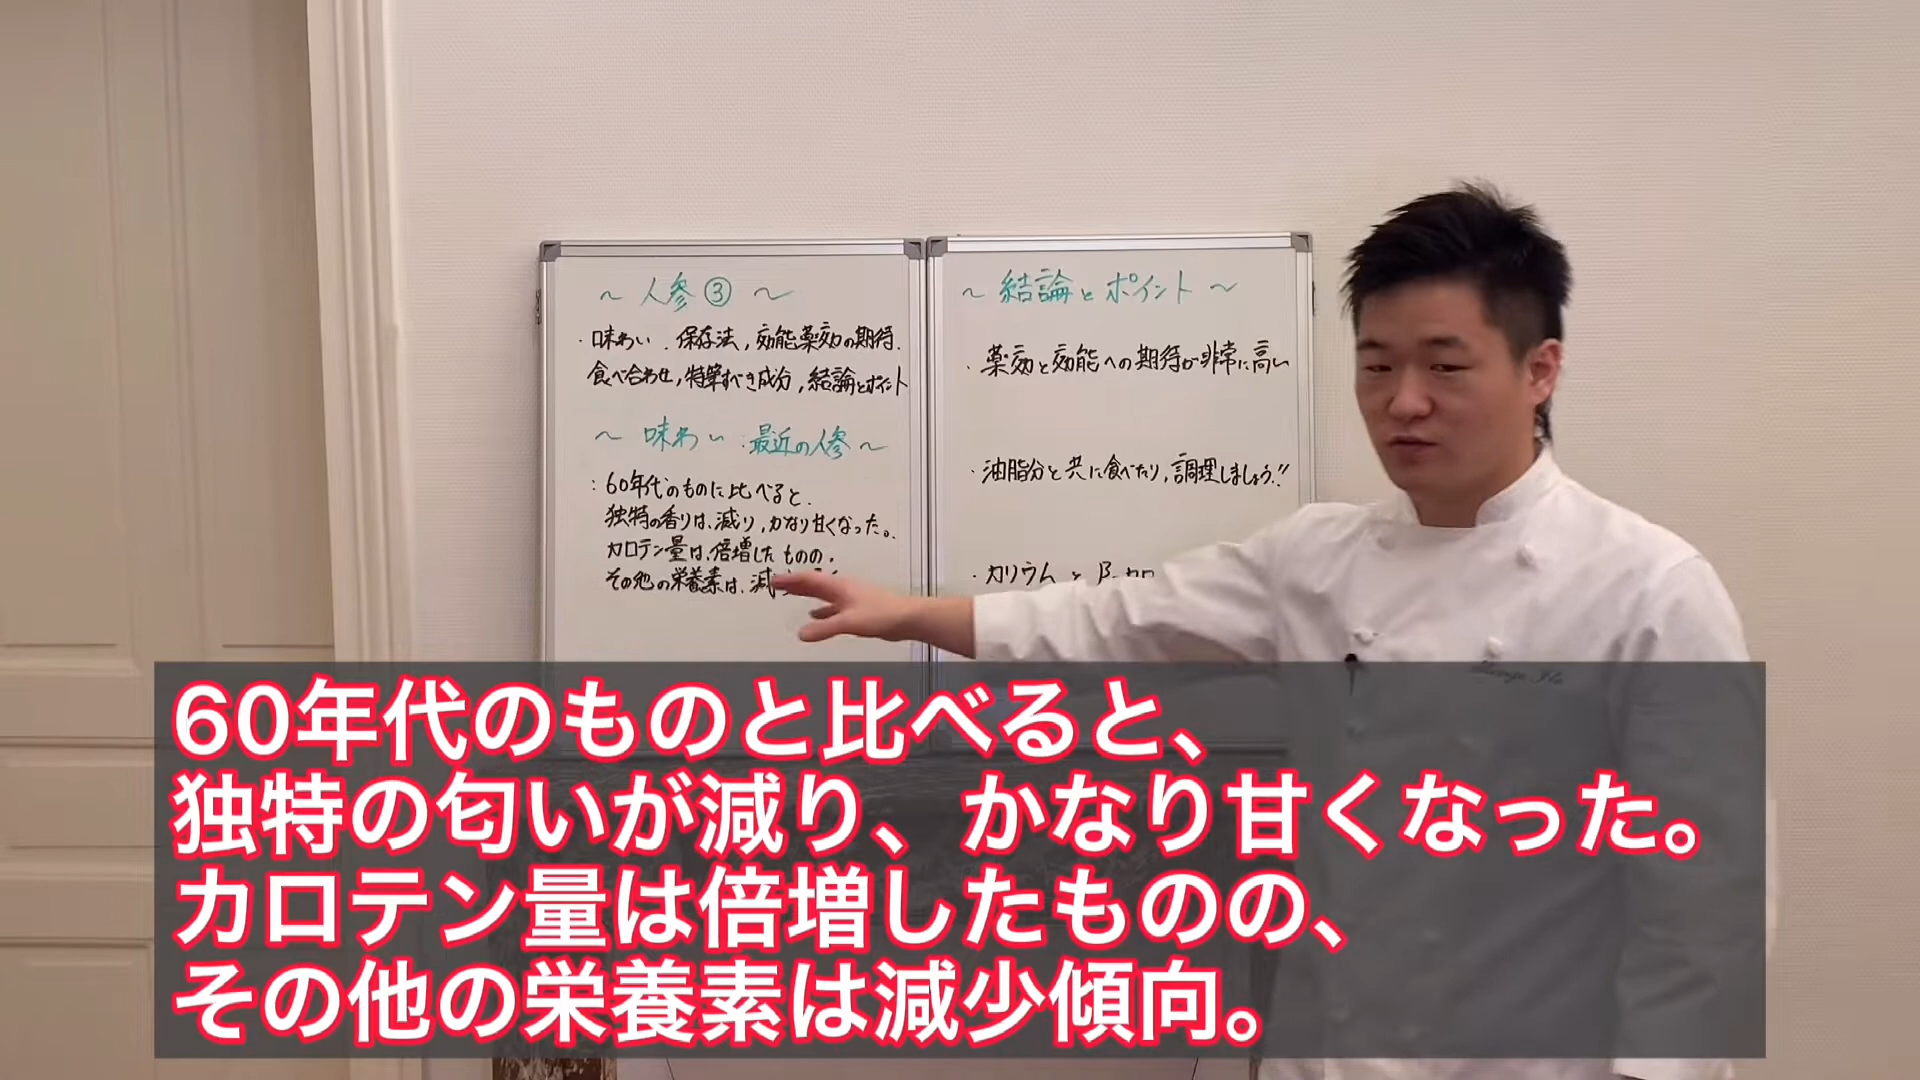 ～ 人参③ ～
・味わい、保存法、効能薬効の期待、
食べ合わせ、特筆すべき成分、結論とポイント
～ 味わい：最近の人参 ～
：60年代のものに比べると、
独特の香りは、減り、かなり甘くなった。
カロテン量は、倍増したものの、
その他の栄養素は、減
～ 結論とポイント ～
・薬効と効能への期待が非常に高い
・油脂分と共に食べたり、調理しましょう!!
・カリウムとβ-カロ
60年代のものと比べると、
独特の匂いが減り、かなり甘くなった。
カロテン量は倍増したものの、
その他の栄養素は減少傾向。